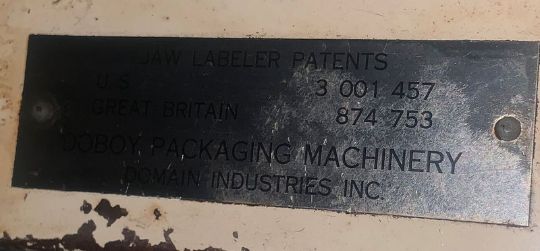 JAW LABELER PATENTS
U.S. 3 001 457
GREAT BRITAIN 874 753
DOBOY PACKAGING MACHINERY
DOMAIN INDUSTRIES INC.